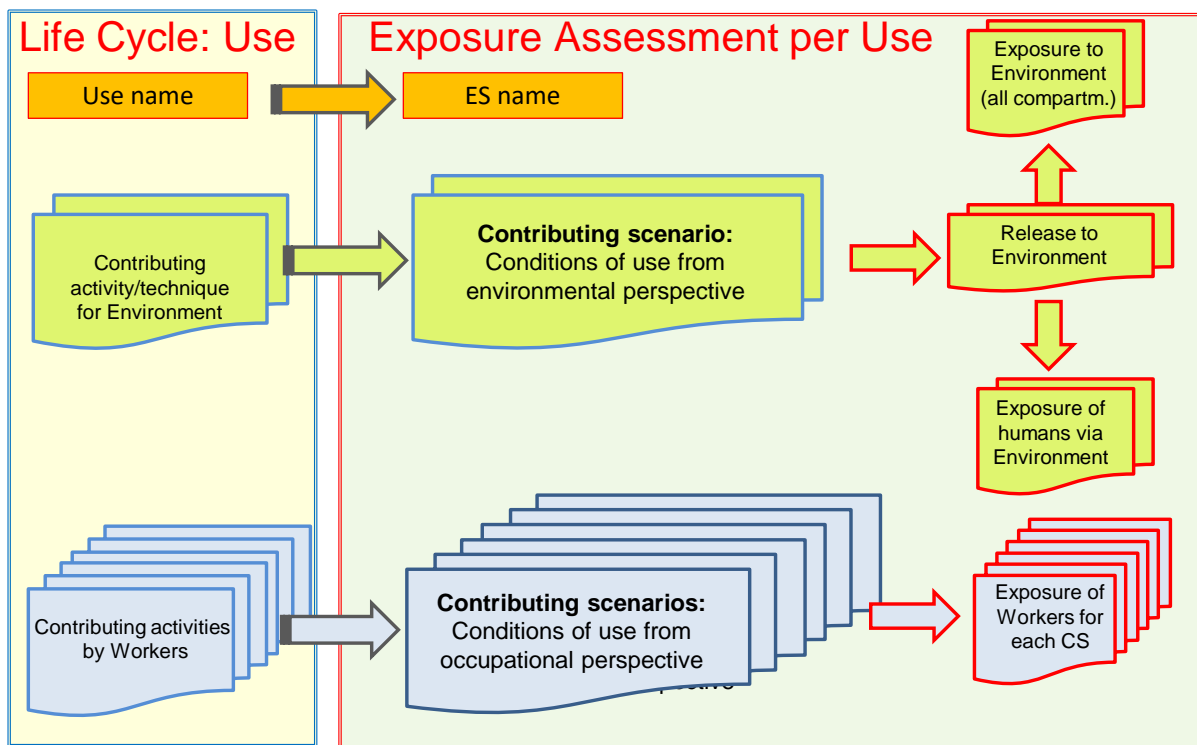 Life Cycle: Use
Exposure Assessment per Use
Use name
ES name
Exposure to
Environment
(all compartm.)
Contributing
activity/technique
for Environment
Contributing scenario:
Conditions of use from
environmental perspective
Release to
Environment
Exposure of
humans via
Environment
Contributing activities
by Workers
Contributing scenarios:
Conditions of use from
occupational perspective
Exposure of
Workers for
each CS